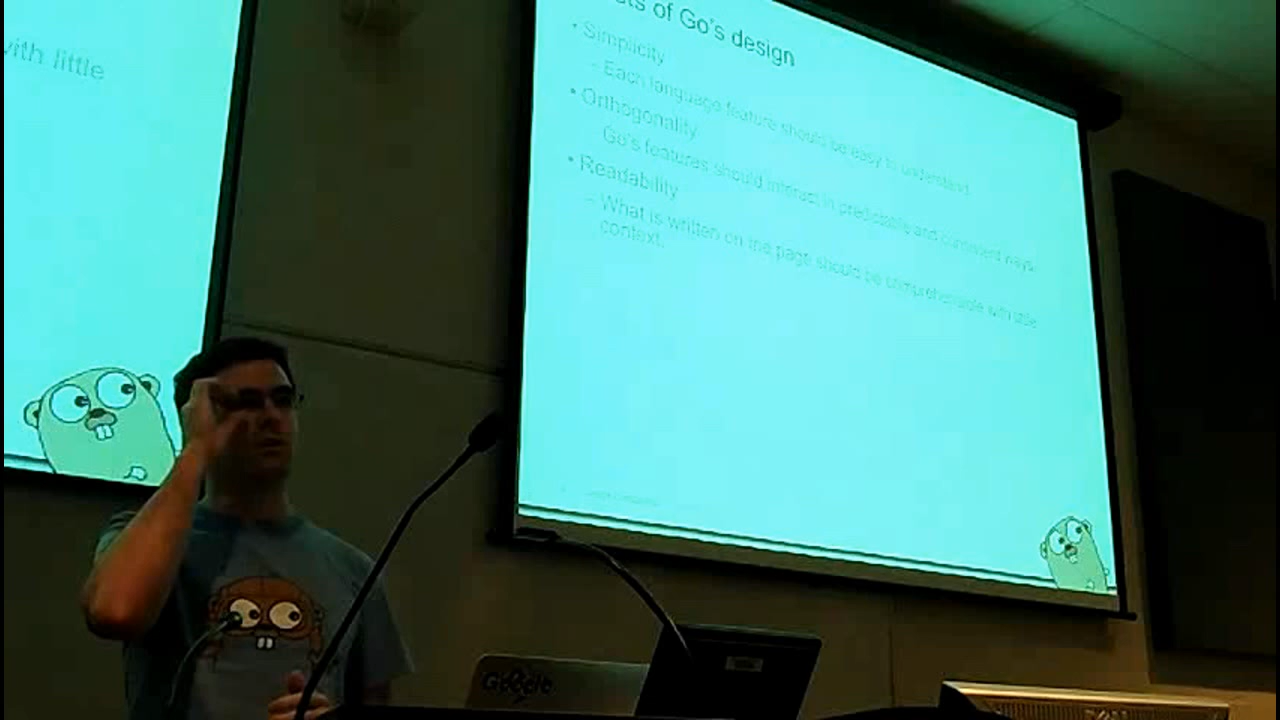 with little
ts of Go's design
• Simplicity
– Each language feature should be easy to understand.
• Orthogonality
Go's features should interact in predictable and consistent ways.
• Readability
– What is written on the page should be comprehensible with little
context.
Google